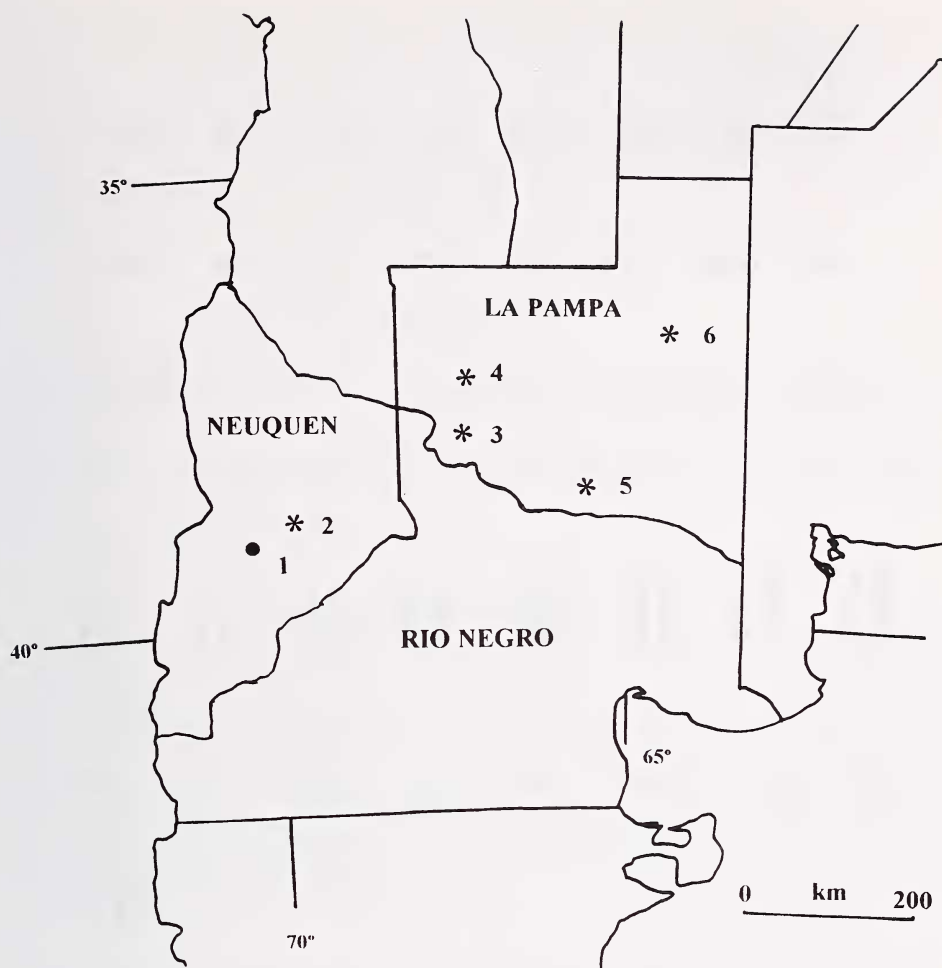 35°
LA PAMPA
* 6
* 4
NEUQUEN
* 3
* 5
* 2
1
40°
RIO NEGRO
65°
0 km 200
70°